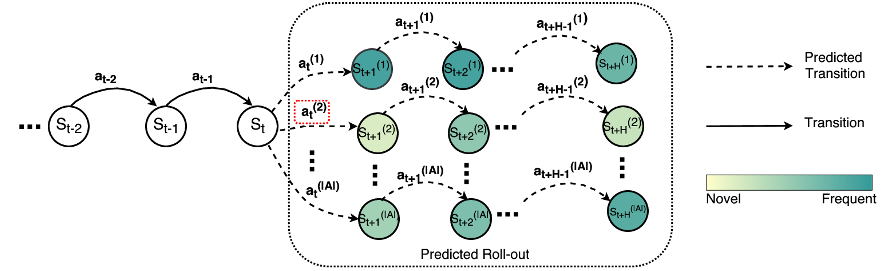 a_{t+1}^{(1)} a_{t+H-1}^{(1)}
a_t^{(1)} S_{t+1}^{(1)} S_{t+2}^{(1)} ... S_{t+H}^{(1)}
Predicted
Transition
a_{t-2} a_{t-1} a_t^{(2)} a_{t+1}^{(2)} a_{t+H-1}^{(2)}
... S_{t-2} S_{t-1} S_t S_{t+1}^{(2)} S_{t+2}^{(2)} ... S_{t+H}^{(2)}
Transition
a_t^{(|A|)} a_{t+1}^{(|A|)} a_{t+H-1}^{(|A|)}
S_{t+1}^{(|A|)} S_{t+2}^{(|A|)} ... S_{t+H}^{(|A|)}
Novel Frequent
Predicted Roll-out